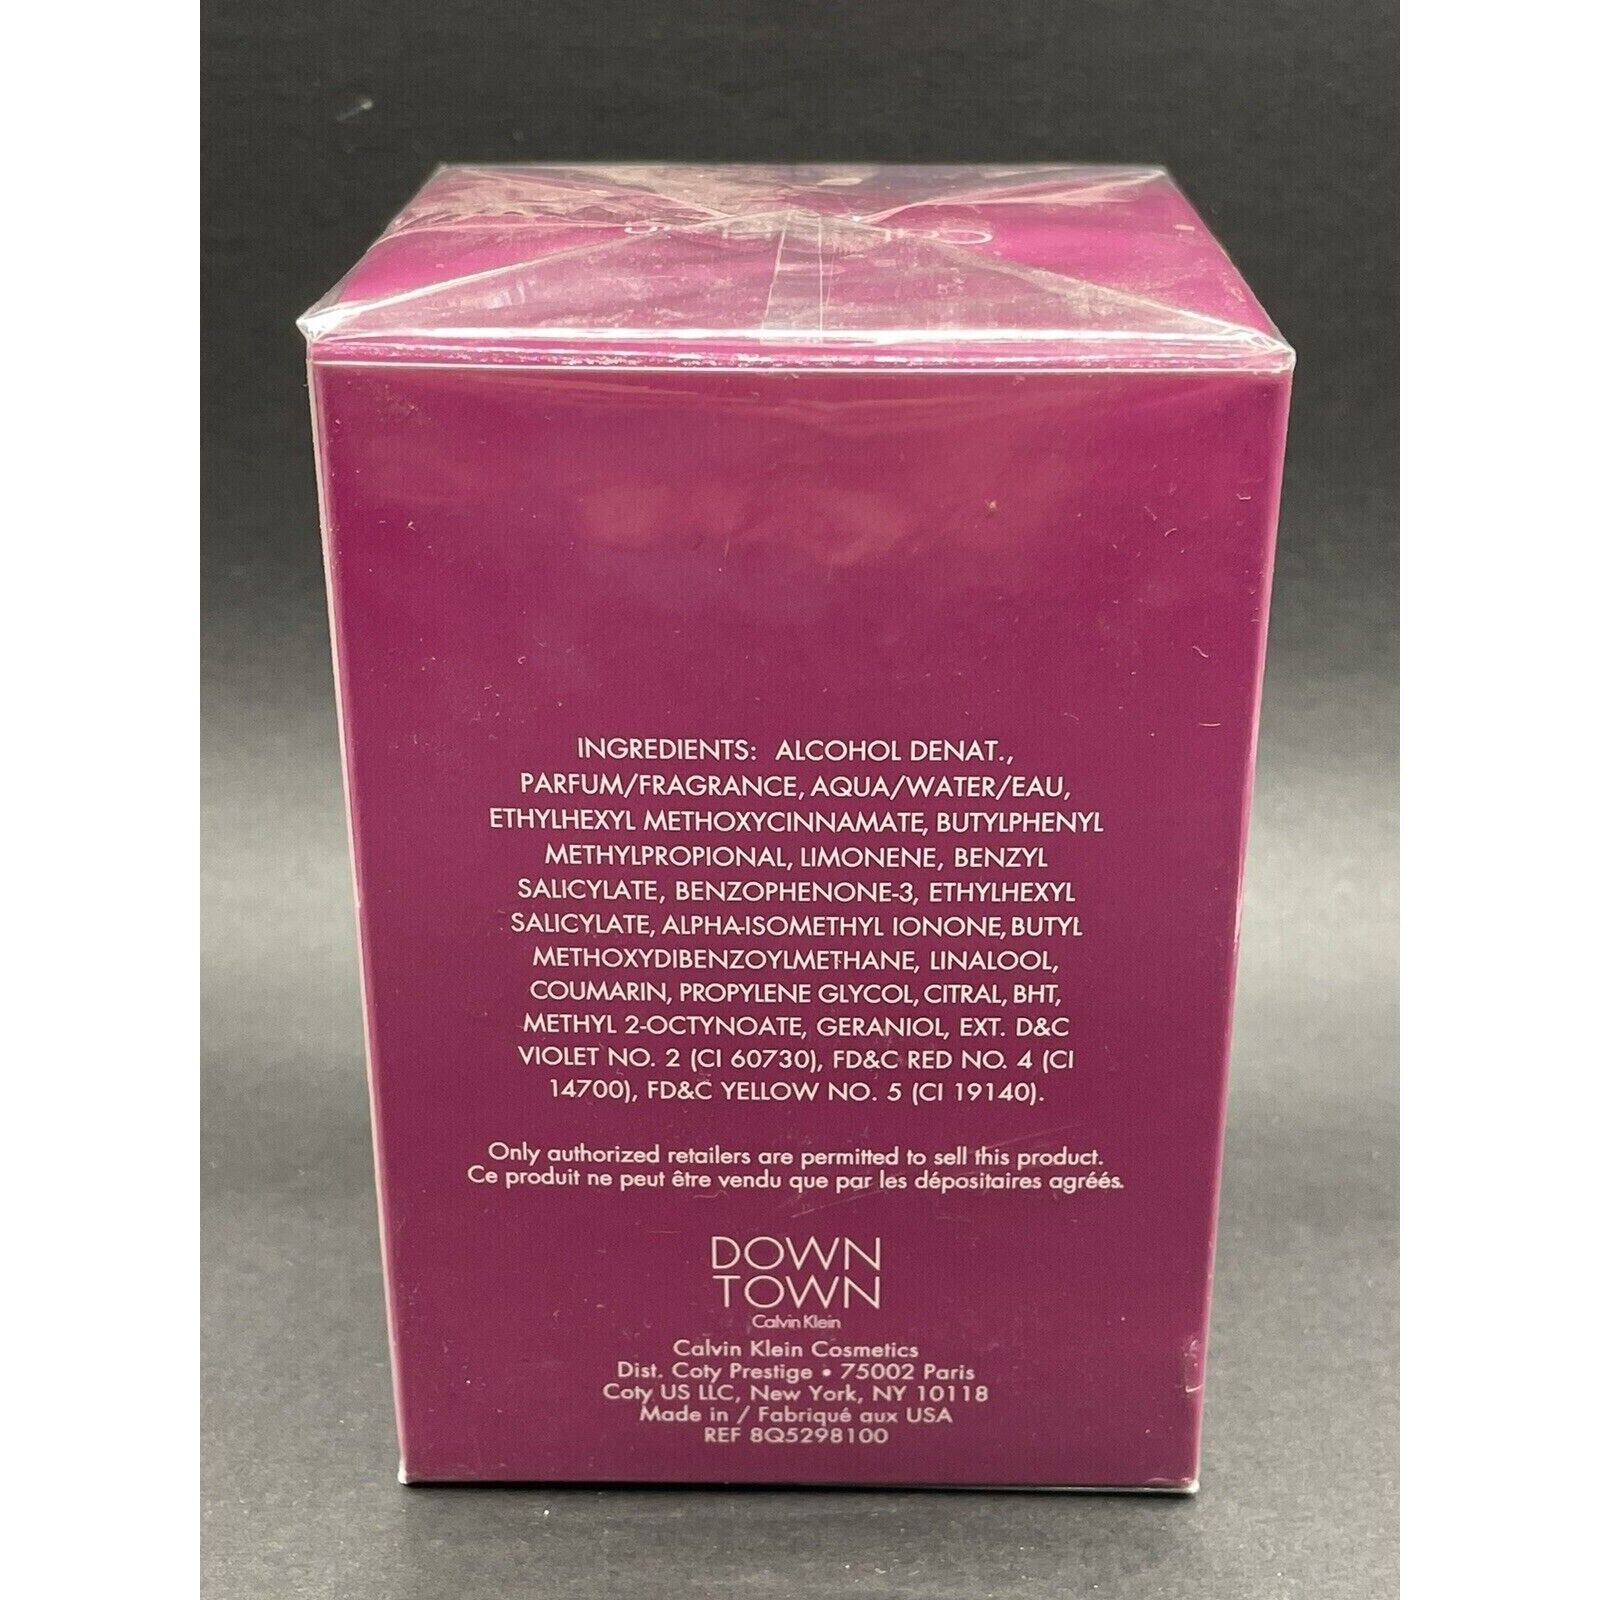 INGREDIENTS: ALCOHOL DENAT.,
PARFUM/FRAGRANCE, AQUA/WATER/EAU,
ETHYLHEXYL METHOXYCINNAMATE, BUTYLPHENYL
METHYLPROPIONAL, LIMONENE, BENZYL
SALICYLATE, BENZOPHENONE-3, ETHYLHEXYL
SALICYLATE, ALPHA-ISOMETHYL IONONE, BUTYL
METHOXYDIBENZOYLMETHANE, LINALOOL,
COUMARIN, PROPYLENE GLYCOL, CITRAL, BHT,
METHYL 2-OCTYNOATE, GERANIOL, EXT. D&C
VIOLET NO. 2 (CI 60730), FD&C RED NO. 4 (CI
14700), FD&C YELLOW NO. 5 (CI 19140).
Only authorized retailers are permitted to sell this product.
Ce produit ne peut être vendu que par les dépositaires agréés.
DOWN
TOWN
Calvin Klein
Calvin Klein Cosmetics
Dist. Coty Prestige • 75002 Paris
Coty US LLC, New York, NY 10118
Made in / Fabriqué aux USA
REF 8Q5298100